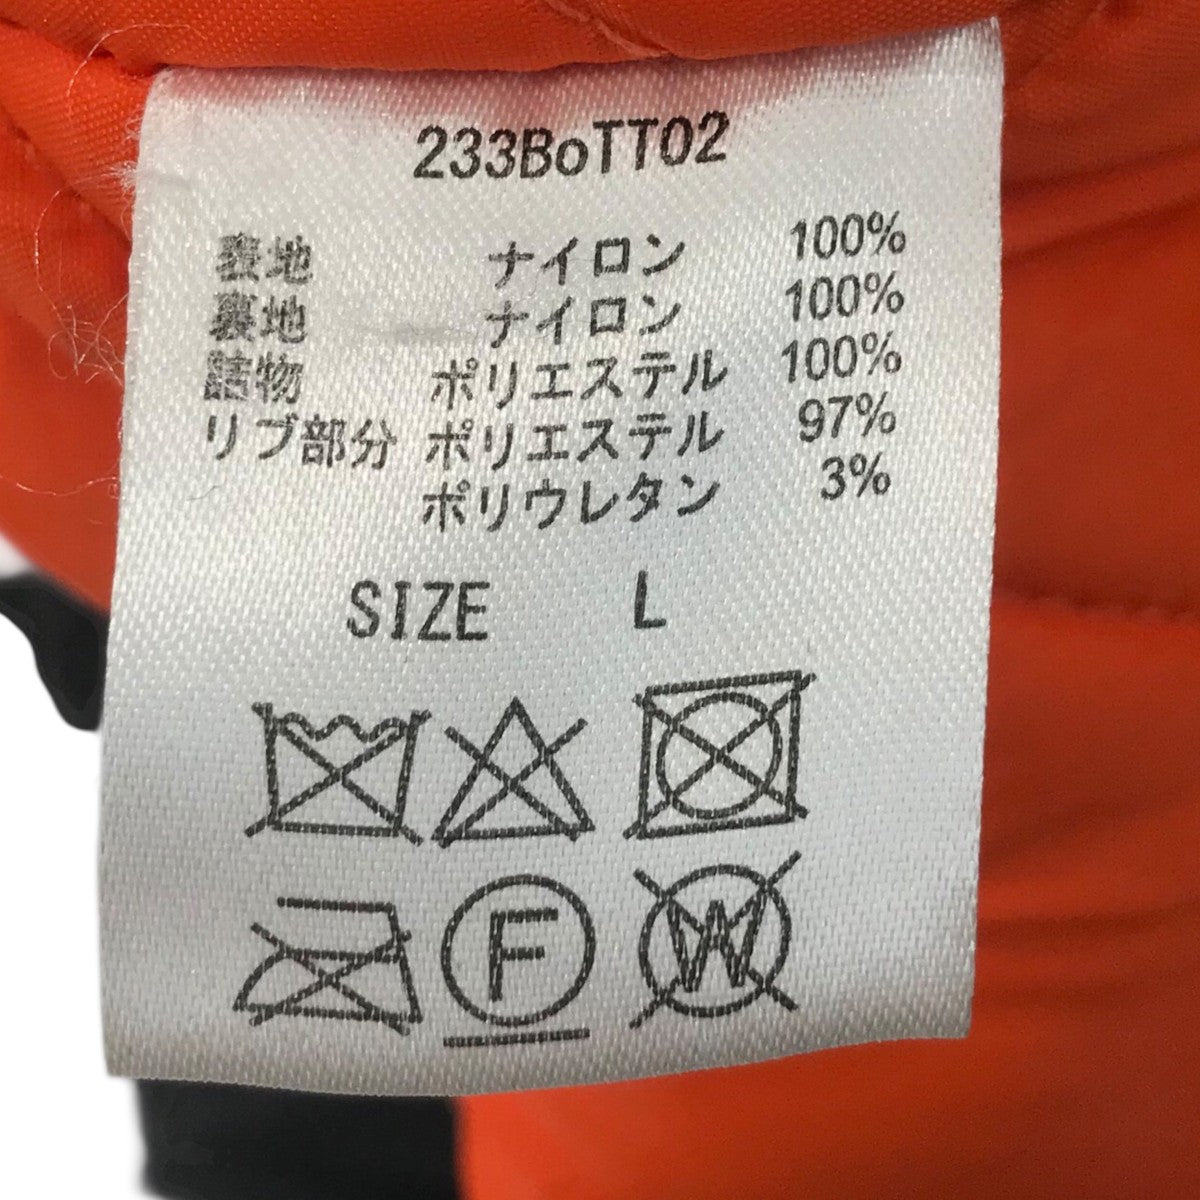 233BoTT02
表地 ナイロン 100%
裏地 ナイロン 100%
詰物 ポリエステル 100%
リブ部分 ポリエステル 97%
ポリウレタン 3%
SIZE L
F W